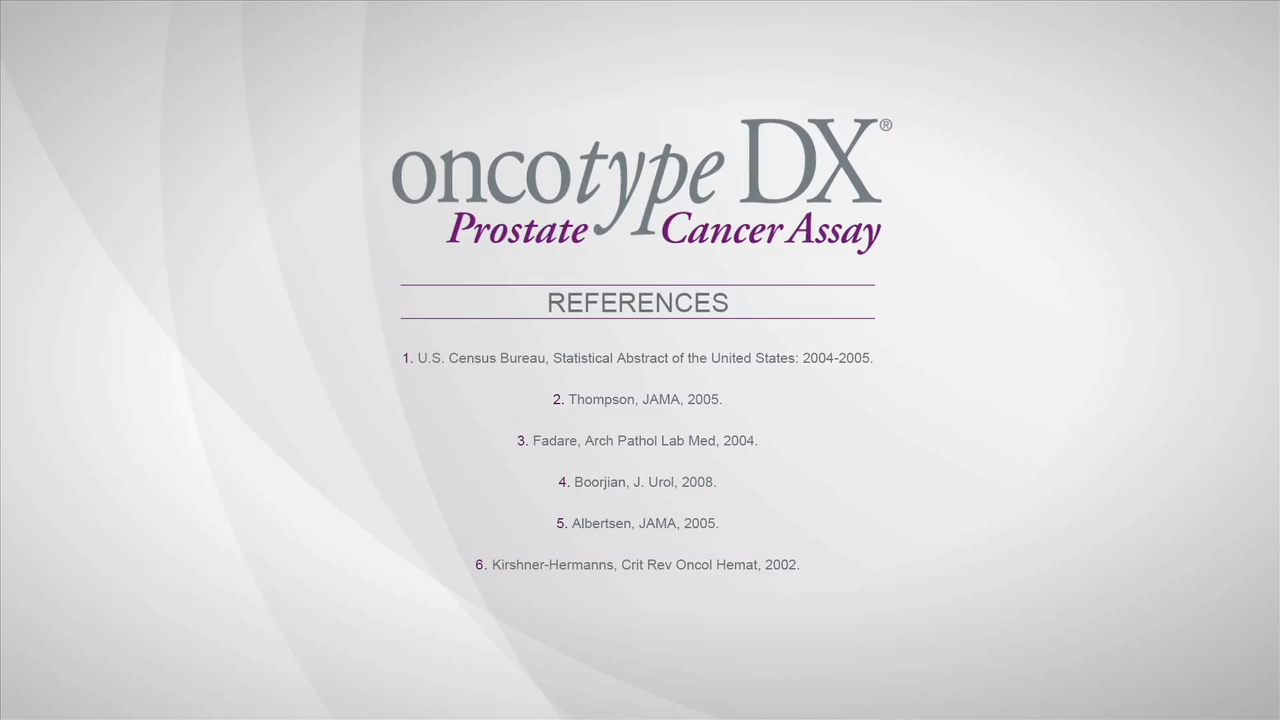 oncotype DX®
Prostate Cancer Assay
REFERENCES
1. U.S. Census Bureau, Statistical Abstract of the United States: 2004-2005.
2. Thompson, JAMA, 2005.
3. Fadare, Arch Pathol Lab Med, 2004.
4. Boorjian, J. Urol, 2008.
5. Albertsen, JAMA, 2005.
6. Kirshner-Hermanns, Crit Rev Oncol Hemat, 2002.